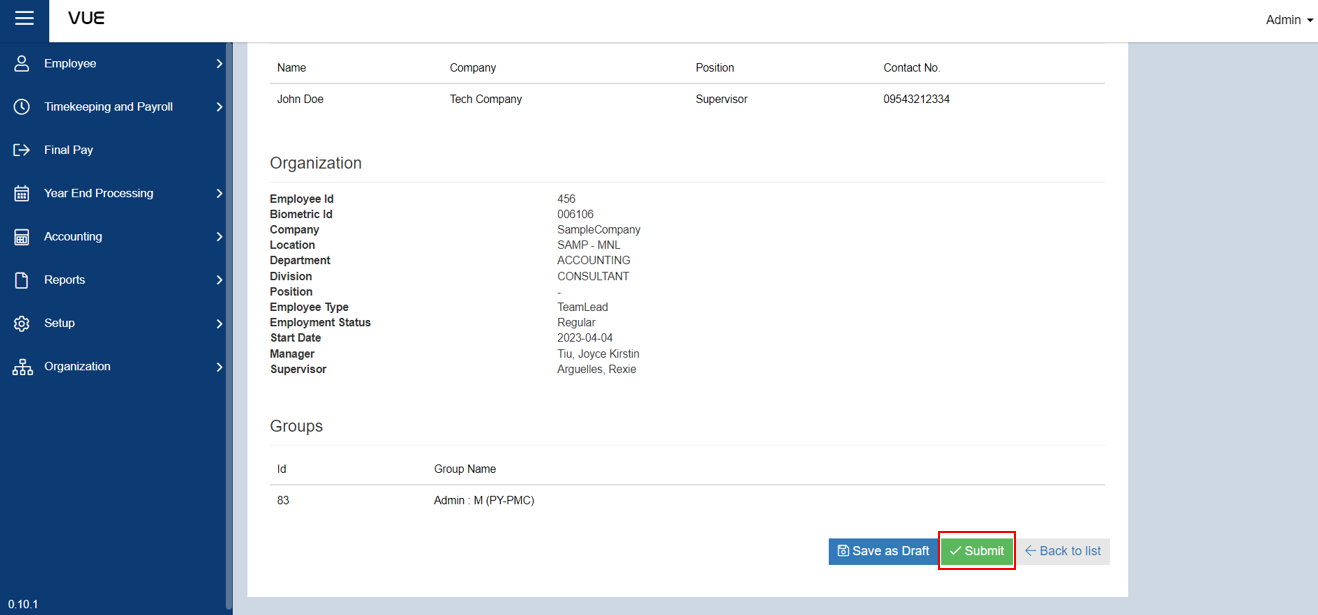 VUE
Admin
Employee
Timekeeping and Payroll
Final Pay
Year End Processing
Accounting
Reports
Setup
Organization
0.10.1
Name Company Position Contact No.
John Doe Tech Company Supervisor 09543212334
Organization
Employee Id 456
Biometric Id 006106
Company SampleCompany
Location SAMP - MNL
Department ACCOUNTING
Division CONSULTANT
Position -
Employee Type TeamLead
Employment Status Regular
Start Date 2023-04-04
Manager Tiu, Joyce Kirstin
Supervisor Arguelles, Rexie
Groups
Id Group Name
83 Admin : M (PY-PMC)
Save as Draft Submit Back to list